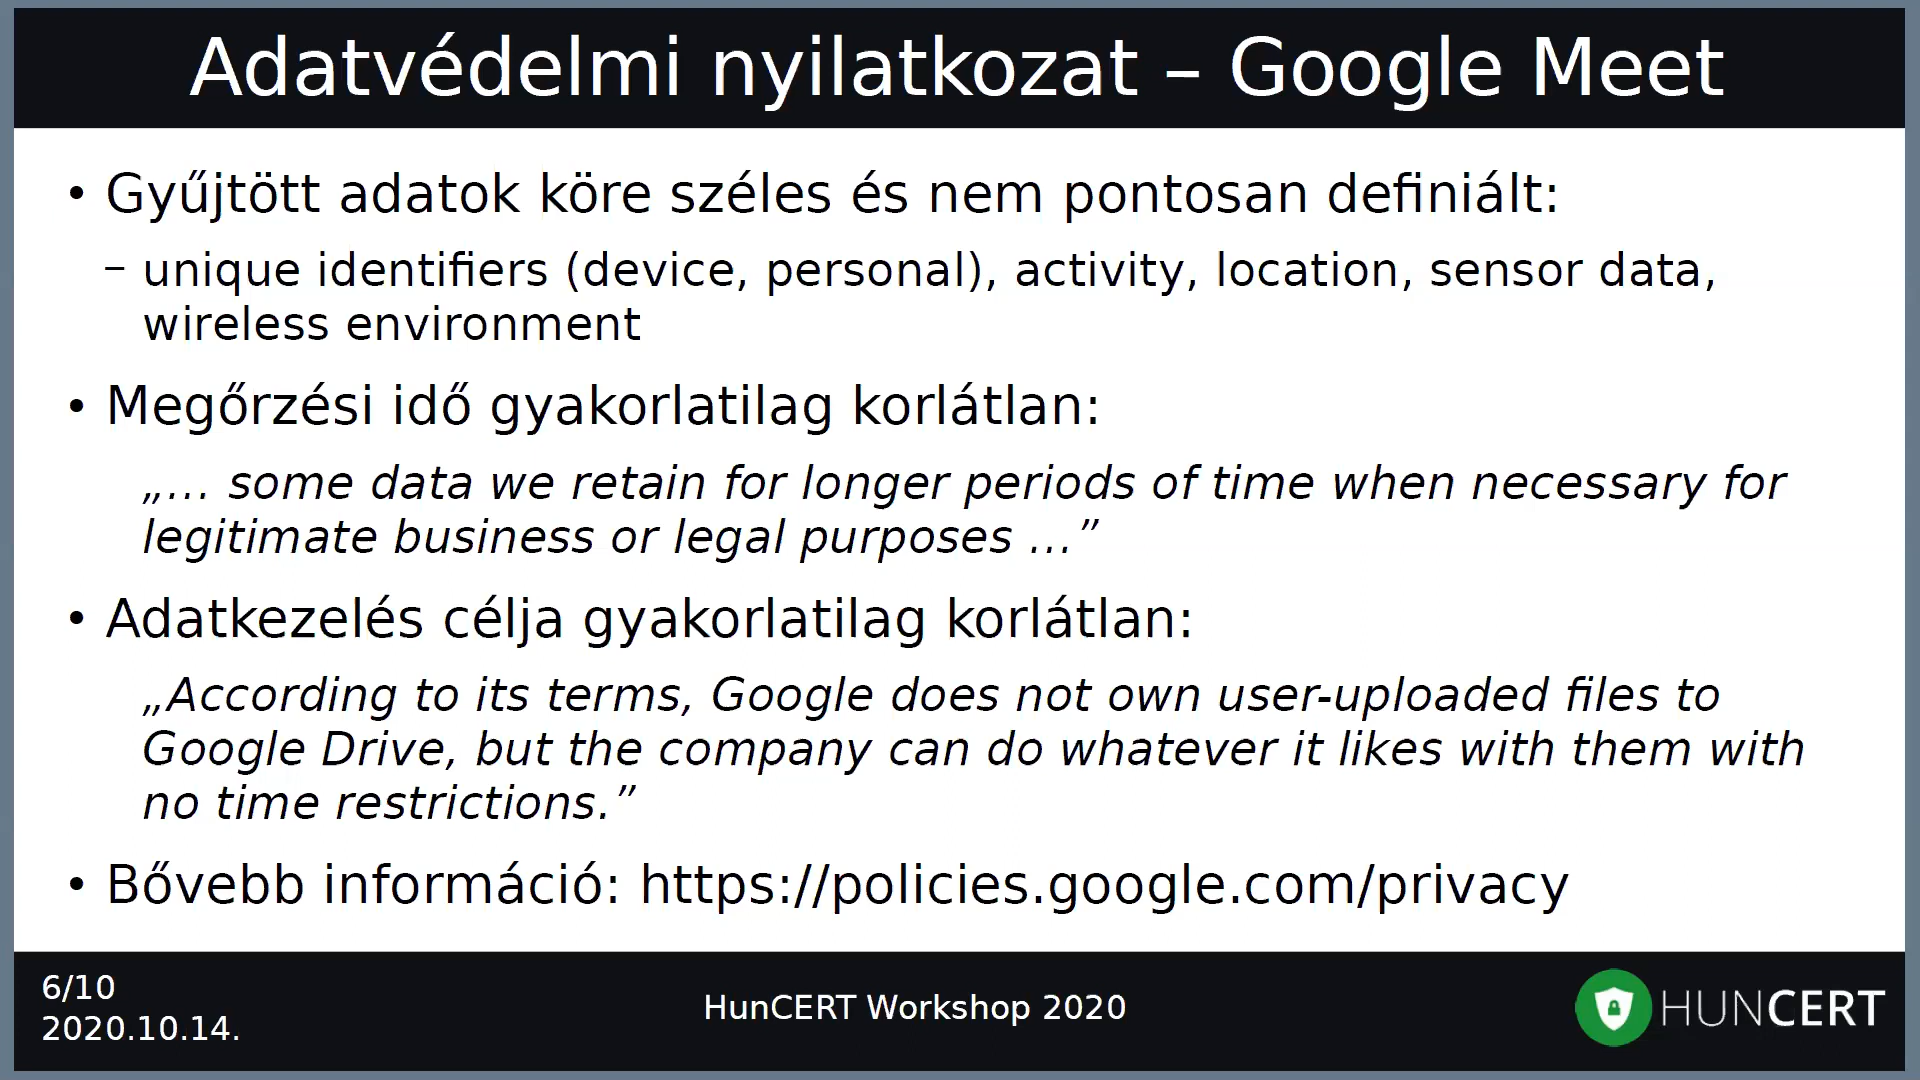 Adatvédelmi nyilatkozat – Google Meet
• Gyűjtött adatok köre széles és nem pontosan definiált:
– unique identifiers (device, personal), activity, location, sensor data,
wireless environment
• Megőrzési idő gyakorlatilag korlátlan:
„... some data we retain for longer periods of time when necessary for
legitimate business or legal purposes ...”
• Adatkezelés célja gyakorlatilag korlátlan:
„According to its terms, Google does not own user-uploaded files to
Google Drive, but the company can do whatever it likes with them with
no time restrictions.”
• Bővebb információ: https://policies.google.com/privacy
6/10
2020.10.14.
HunCERT Workshop 2020
HUNCERT